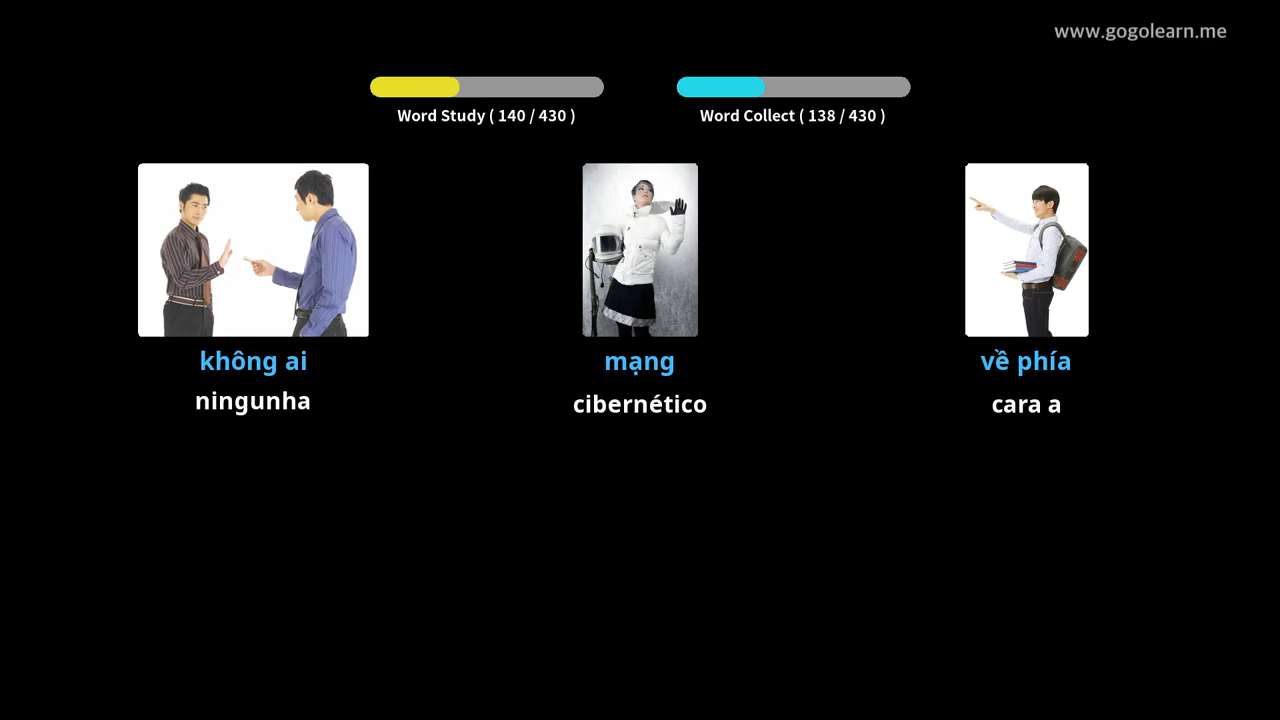 www.gogolearn.me
Word Study ( 140 / 430 )
Word Collect ( 138 / 430 )
không ai
mạng
về phía
ningunha
cibernético
cara a